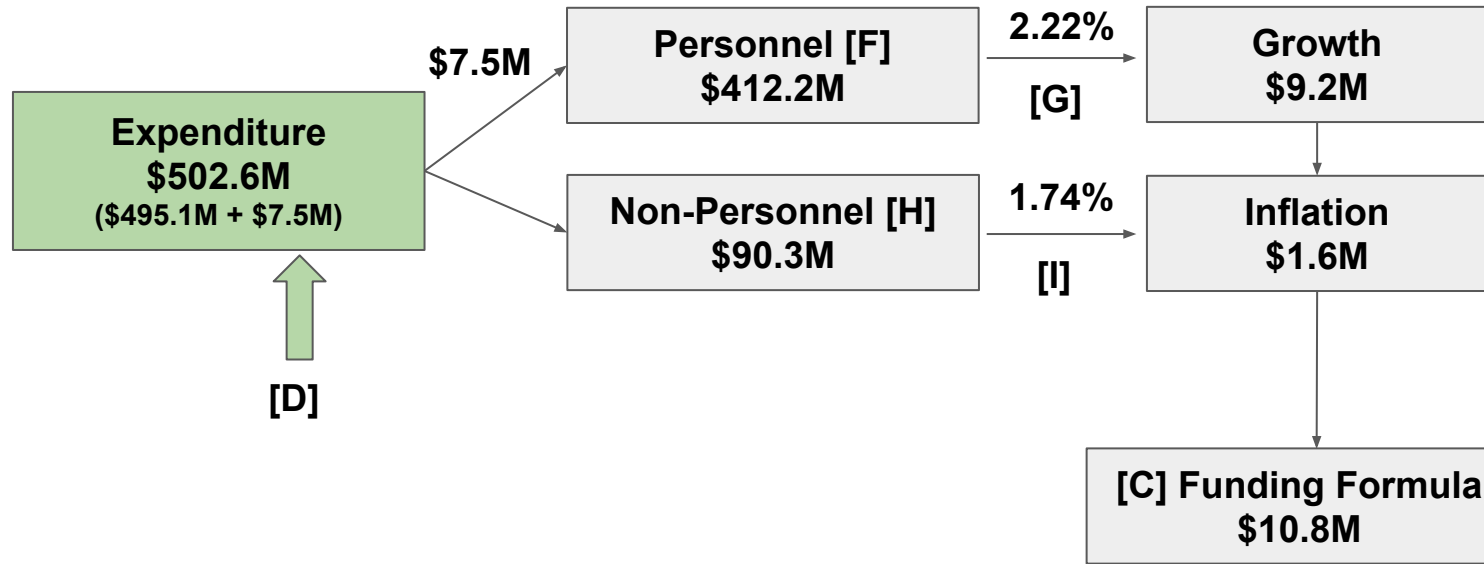 $7.5M
Personnel [F]
$412.2M
2.22%
[G]
Growth
$9.2M
Expenditure
$502.6M
($495.1M + $7.5M)
Non-Personnel [H]
$90.3M
1.74%
[I]
Inflation
$1.6M
[D]
[C] Funding Formula
$10.8M